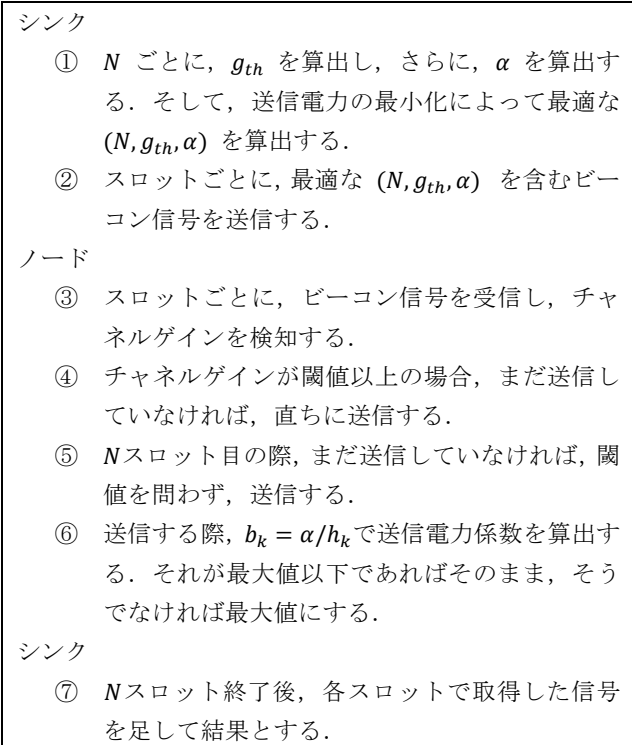 シンク
① N ごとに，g_th を算出し，さらに，α を算出す
る．そして，送信電力の最小化によって最適な
(N, g_th, α) を算出する．
② スロットごとに，最適な (N, g_th, α) を含むビー
コン信号を送信する．
ノード
③ スロットごとに，ビーコン信号を受信し，チャ
ネルゲインを検知する．
④ チャネルゲインが閾値以上の場合，まだ送信し
ていなければ，直ちに送信する．
⑤ Nスロット目の際，まだ送信していなければ，閾
値を問わず，送信する．
⑥ 送信する際，b_k = α/h_kで送信電力係数を算出す
る．それが最大値以下であればそのまま，そう
でなければ最大値にする．
シンク
⑦ Nスロット終了後，各スロットで取得した信号
を足して結果とする．